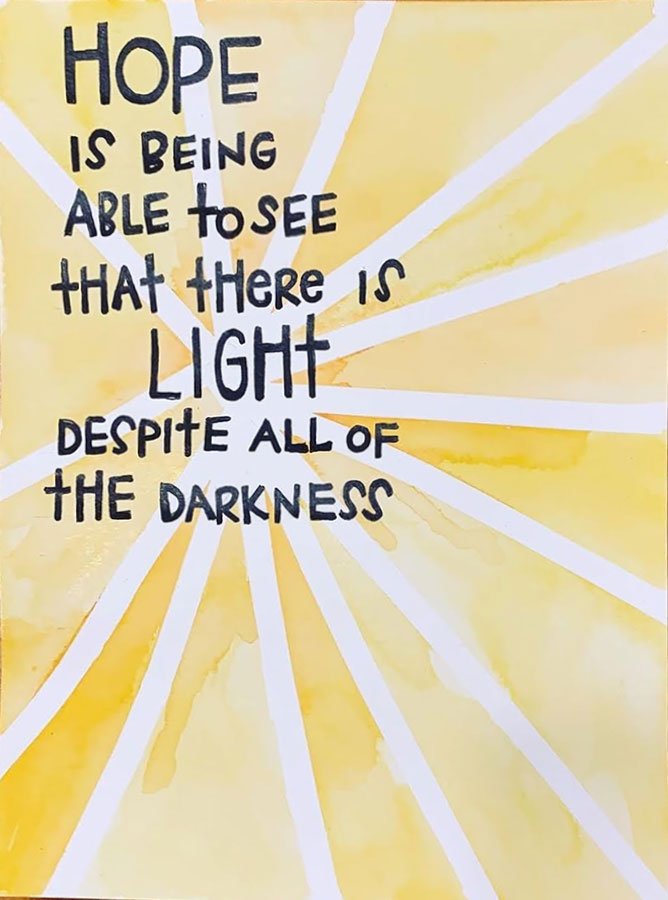 HOPE
IS BEING
ABLE to SEE
tHAt tHeRe IS
LIGHt
DESPItE ALL OF
tHE DARKNESS